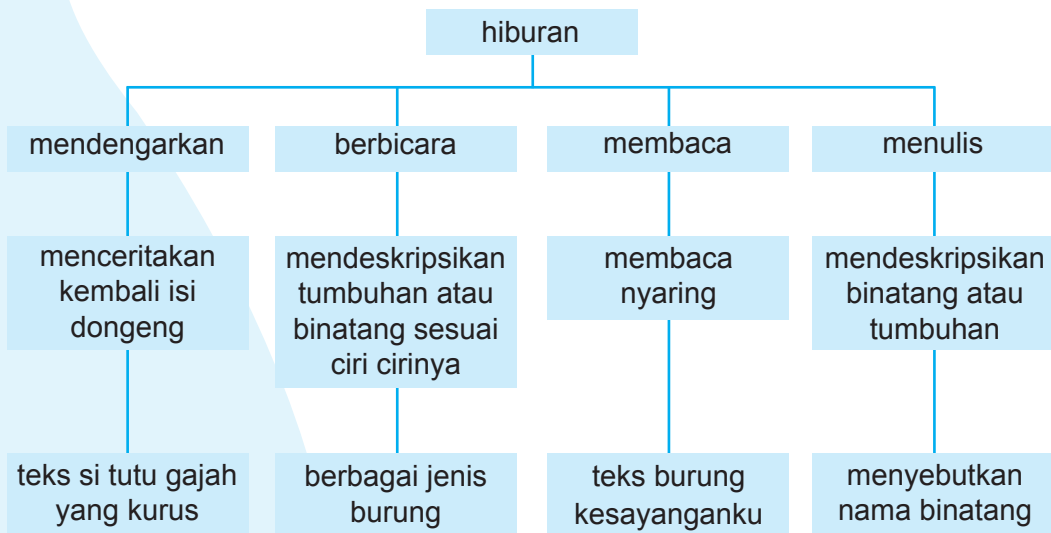 hiburan
mendengarkan
berbicara
membaca
menulis
menceritakan
kembali isi
dongeng
mendeskripsikan
tumbuhan atau
binatang sesuai
ciri cirinya
membaca
nyaring
mendeskripsikan
binatang atau
tumbuhan
teks si tutu gajah
yang kurus
berbagai jenis
burung
teks burung
kesayanganku
menyebutkan
nama binatang